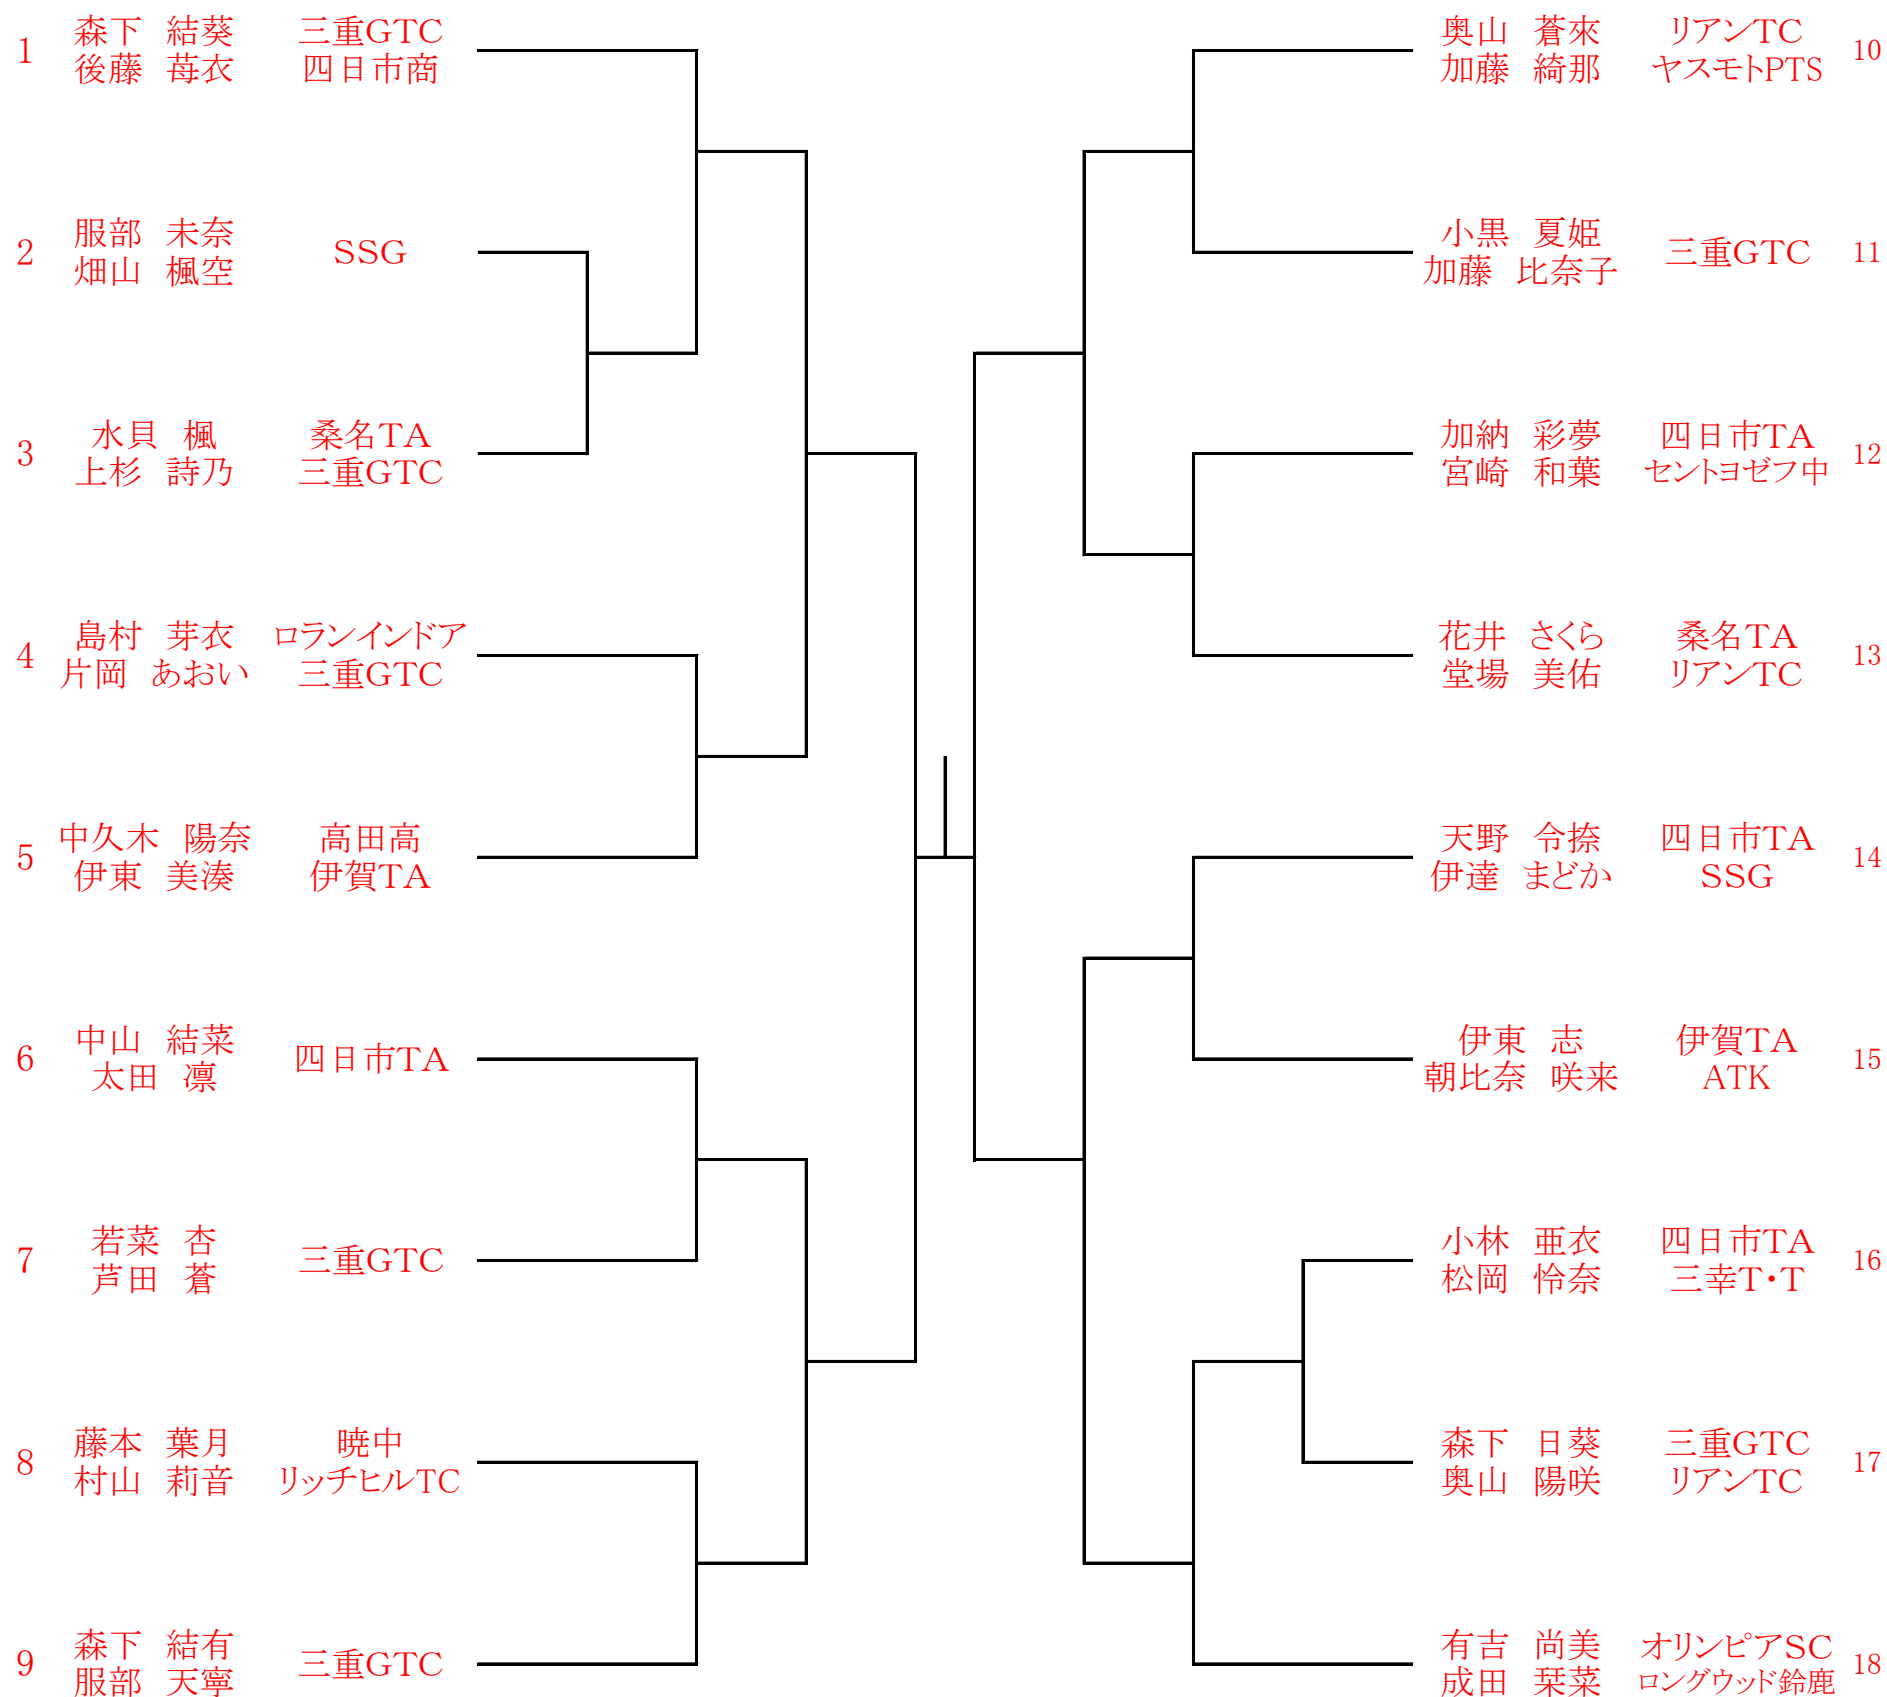 1 森下 結葵 三重GTC
後藤 苺衣 四日市商
2 服部 未奈 SSG
畑山 楓空
3 水貝 楓 桑名TA
上杉 詩乃 三重GTC
4 島村 芽衣 ロランインドア
片岡 あおい 三重GTC
5 中久木 陽奈 高田高
伊東 美湊 伊賀TA
6 中山 結菜 四日市TA
太田 凛
7 若菜 杏 三重GTC
芦田 蒼
8 藤本 葉月 暁中
村山 莉音 リッチヒルTC
9 森下 結有 三重GTC
服部 天寧
奥山 蒼來 リアンTC 10
加藤 綺那 ヤスモトPTS
小黒 夏姫 三重GTC 11
加藤 比奈子
加納 彩夢 四日市TA 12
宮崎 和葉 セントヨゼフ中
花井 さくら 桑名TA 13
堂場 美佑 リアンTC
天野 令捺 四日市TA 14
伊達 まどか SSG
伊東 志 伊賀TA 15
朝比奈 咲来 ATK
小林 亜衣 四日市TA 16
松岡 怜奈 三幸T・T
森下 日葵 三重GTC 17
奥山 陽咲 リアンTC
有吉 尚美 オリンピアSC 18
成田 栞菜 ロングウッド鈴鹿